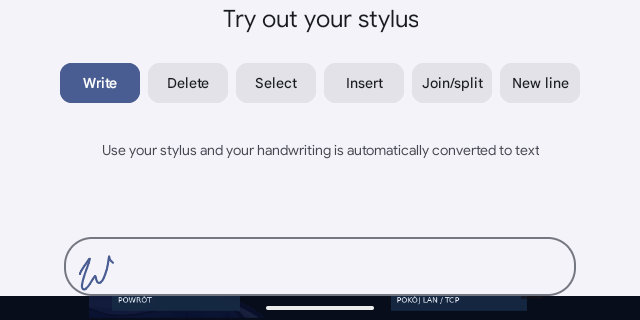 Try out your stylus
Write Delete Select Insert Join/split New line
Use your stylus and your handwriting is automatically converted to text
W
POWRÓT POKÓJ LAN / TCP